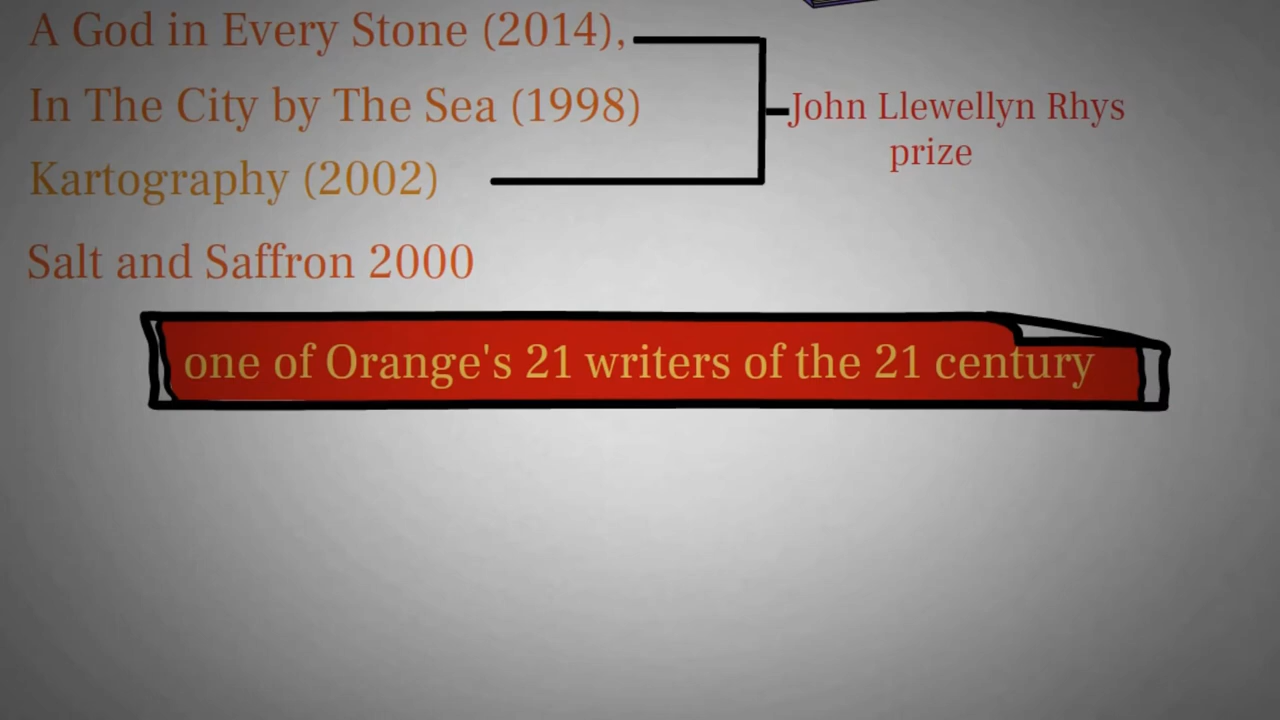 A God in Every Stone (2014),
In The City by The Sea (1998)
Kartography (2002)
John Llewellyn Rhys
prize
Salt and Saffron 2000
one of Orange's 21 writers of the 21 century